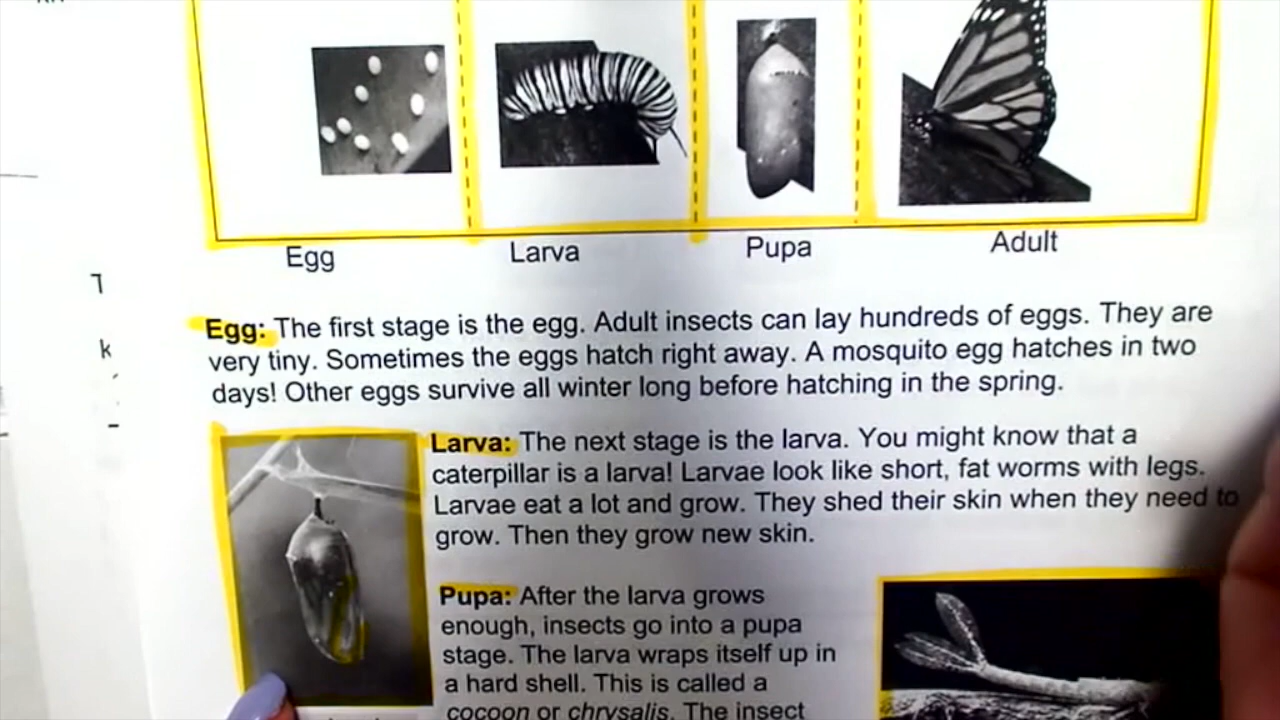 Egg Larva Pupa Adult
Egg: The first stage is the egg. Adult insects can lay hundreds of eggs. They are
very tiny. Sometimes the eggs hatch right away. A mosquito egg hatches in two
days! Other eggs survive all winter long before hatching in the spring.
Larva: The next stage is the larva. You might know that a
caterpillar is a larva! Larvae look like short, fat worms with legs.
Larvae eat a lot and grow. They shed their skin when they need to
grow. Then they grow new skin.
Pupa: After the larva grows
enough, insects go into a pupa
stage. The larva wraps itself up in
a hard shell. This is called a
cocoon or chrysalis. The insect